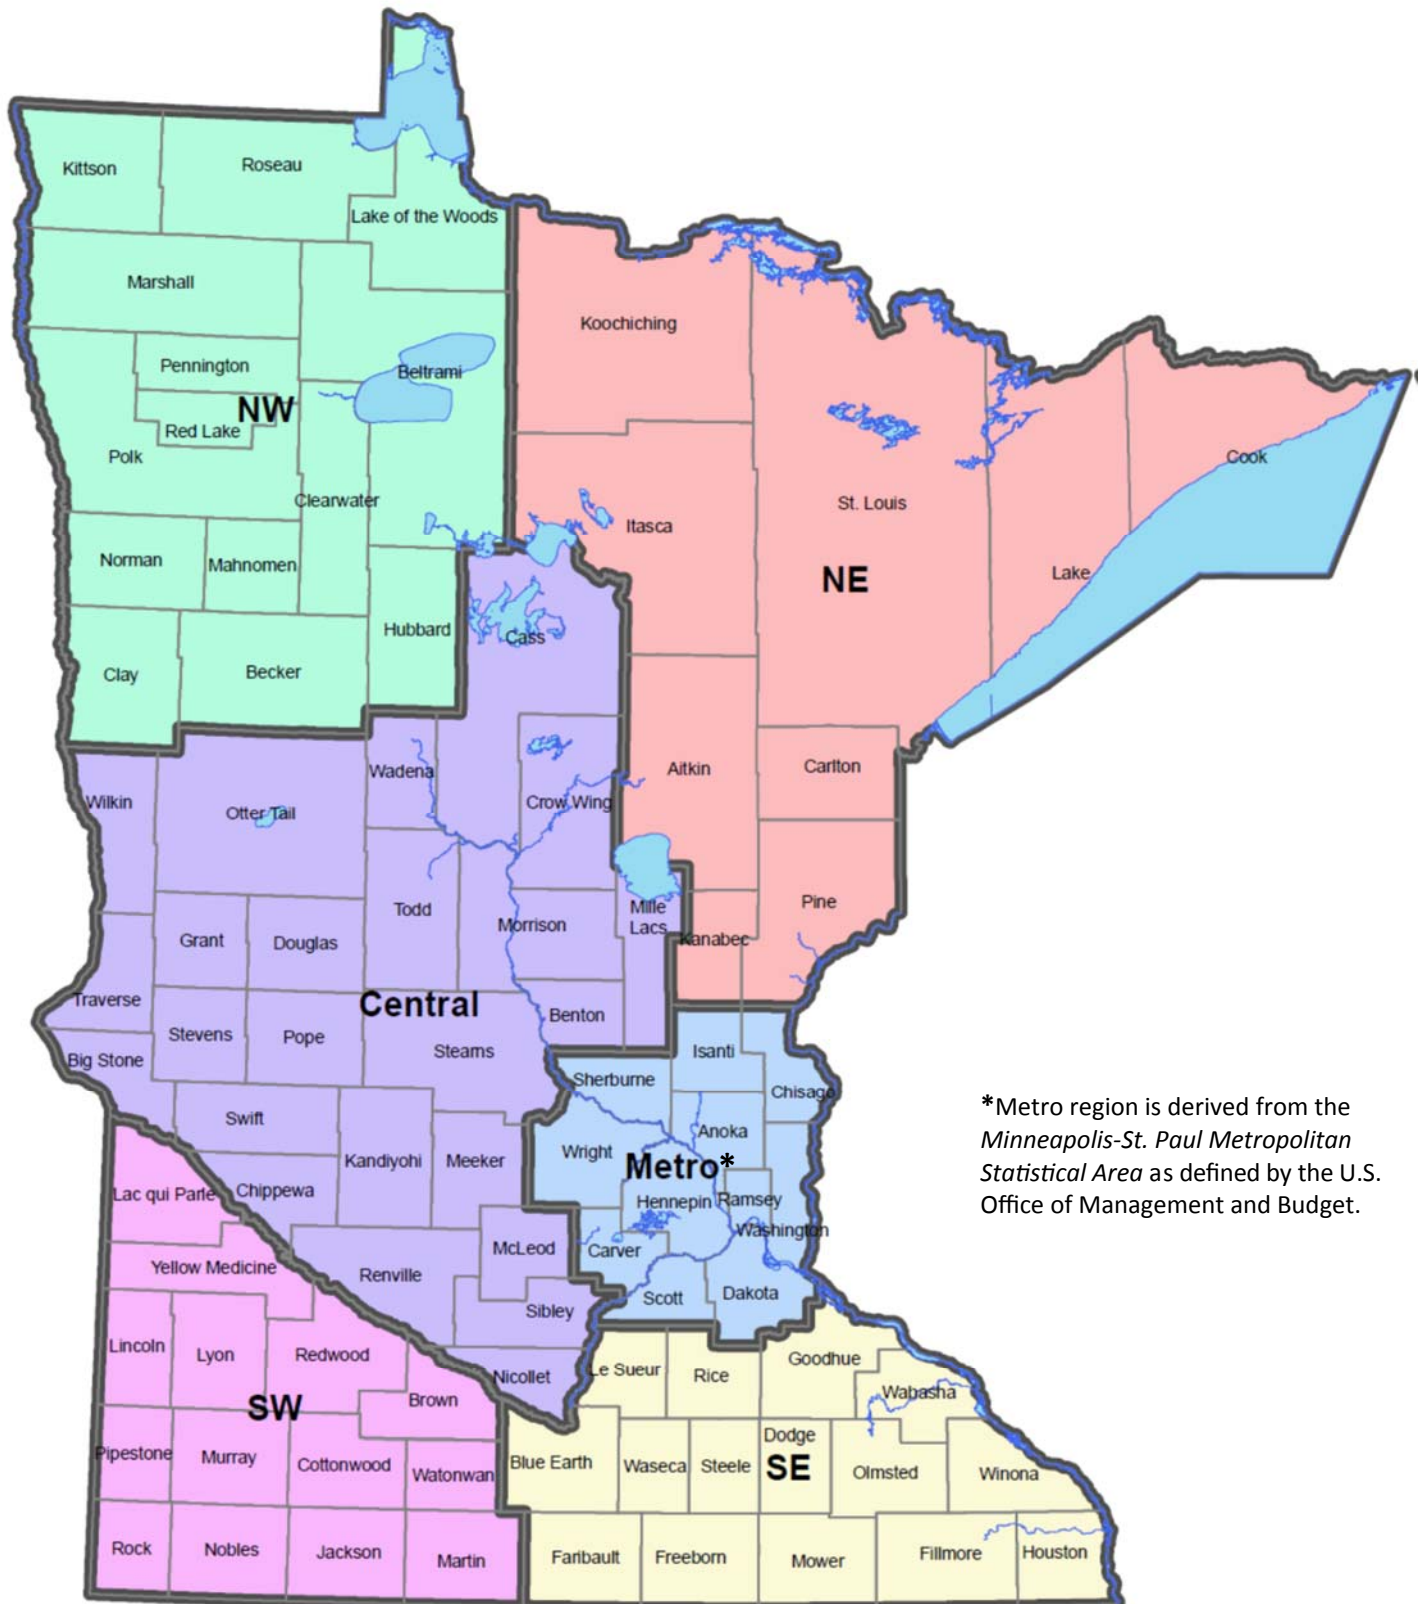 Kittson
Roseau
Lake of the Woods
Marshall
Koochiching
Pennington
Beltrami
NW
Red Lake
Polk
Cook
Clearwater
St. Louis
Itasca
Norman
Mahnomen
Lake
NE
Hubbard
Cass
Clay
Becker
Aitkin
Carlton
Wadena
Wilkin
Crow Wing
Otter Tail
Todd
Mille
Lacs
Pine
Morrison
Grant
Douglas
Kanabec
Traverse
Central
Benton
Stevens
Pope
Stearns
Isanti
Big Stone
Sherburne
Chisago
Swift
Anoka
Wright
Kandiyohi
Meeker
Metro*
Lac qui Parle
Chippewa
Hennepin
Ramsey
Washington
McLeod
Carver
Yellow Medicine
Renville
Scott
Dakota
Sibley
*Metro region is derived from the
Minneapolis-St. Paul Metropolitan
Statistical Area as defined by the U.S.
Office of Management and Budget.
Lincoln
Lyon
Redwood
Nicollet
Le Sueur
Rice
Goodhue
Wabasha
Brown
SW
Pipestone
Murray
Cottonwood
Watonwan
Blue Earth
Waseca
Steele
Dodge
SE
Olmsted
Winona
Rock
Nobles
Jackson
Martin
Faribault
Freeborn
Mower
Fillmore
Houston